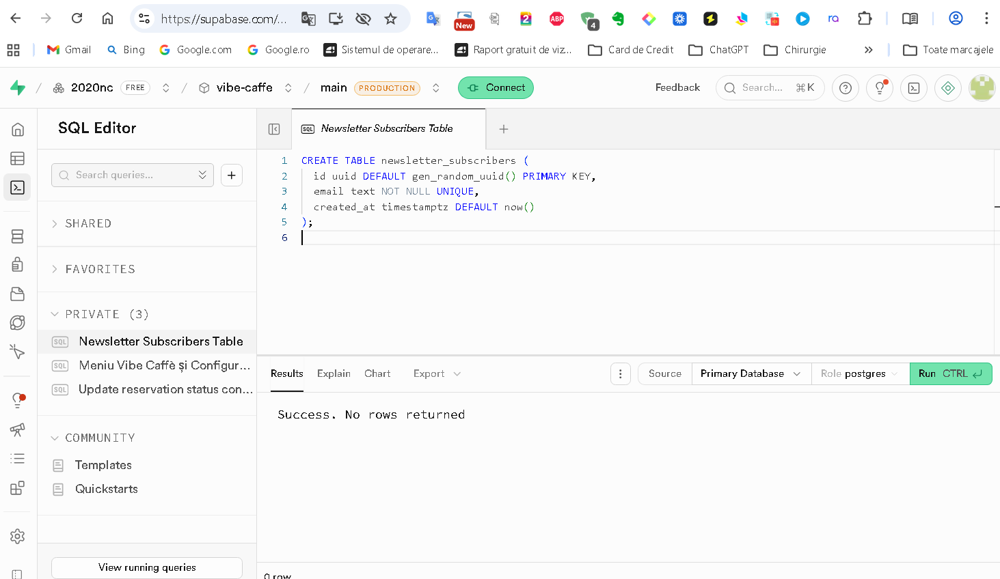 https://supabase.com/...
New
2
ABP
4
ra
Gmail
Bing
Google.com
Google.ro
Sistemul de operare...
Raport gratuit de viz...
Card de Credit
ChatGPT
Chirurgie
Toate marcajele
2020nc FREE
vibe-caffe
main PRODUCTION
Connect
Feedback
Search... ⌘K
SQL Editor
SQL Newsletter Subscribers Table
Search queries...
1 CREATE TABLE newsletter_subscribers (
2 id uuid DEFAULT gen_random_uuid() PRIMARY KEY,
3 email text NOT NULL UNIQUE,
4 created_at timestamptz DEFAULT now()
5 );
6
SHARED
FAVORITES
PRIVATE (3)
SQL Newsletter Subscribers Table
SQL Meniu Vibe Caffè și Configur...
SQL Update reservation status con...
COMMUNITY
Templates
Quickstarts
View running queries
Results Explain Chart Export
Source Primary Database Role postgres Run CTRL
Success. No rows returned
0 row